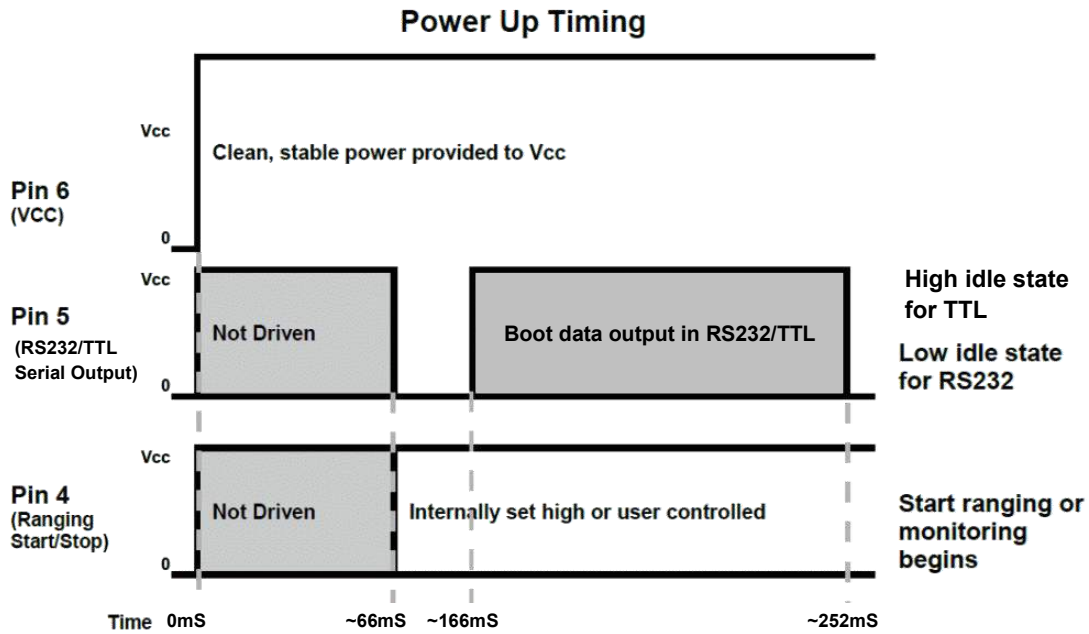 Power Up Timing
Vcc
Clean, stable power provided to Vcc
Pin 6
(VCC)
0
Vcc
Pin 5
(RS232/TTL
Serial Output)
0
Not Driven
Boot data output in RS232/TTL
High idle state
for TTL
Low idle state
for RS232
Vcc
Pin 4
(Ranging
Start/Stop)
0
Not Driven
Internally set high or user controlled
Start ranging or
monitoring
begins
Time 0mS ~66mS ~166mS ~252mS